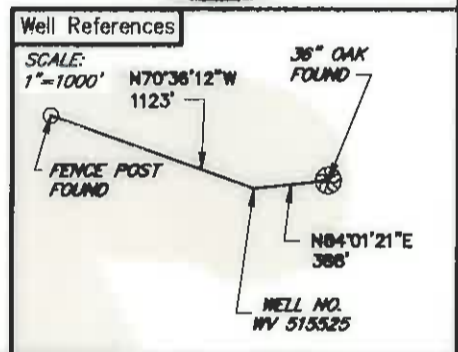 Well References
SCALE:
1"=1000'
N70°36'12"W
1123'
36" OAK
FOUND
FENCE POST
FOUND
N84°01'21"E
WELL NO.
WV 515525